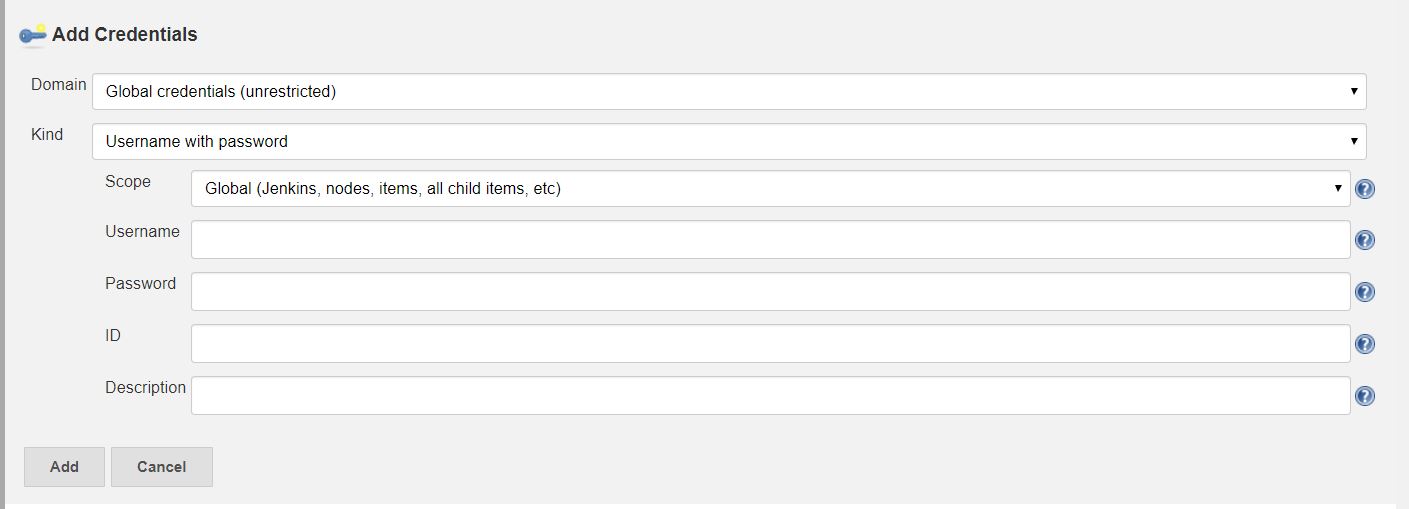 Add Credentials
Domain Global credentials (unrestricted)
Kind Username with password
Scope Global (Jenkins, nodes, items, all child items, etc)
Username
Password
ID
Description
Add Cancel